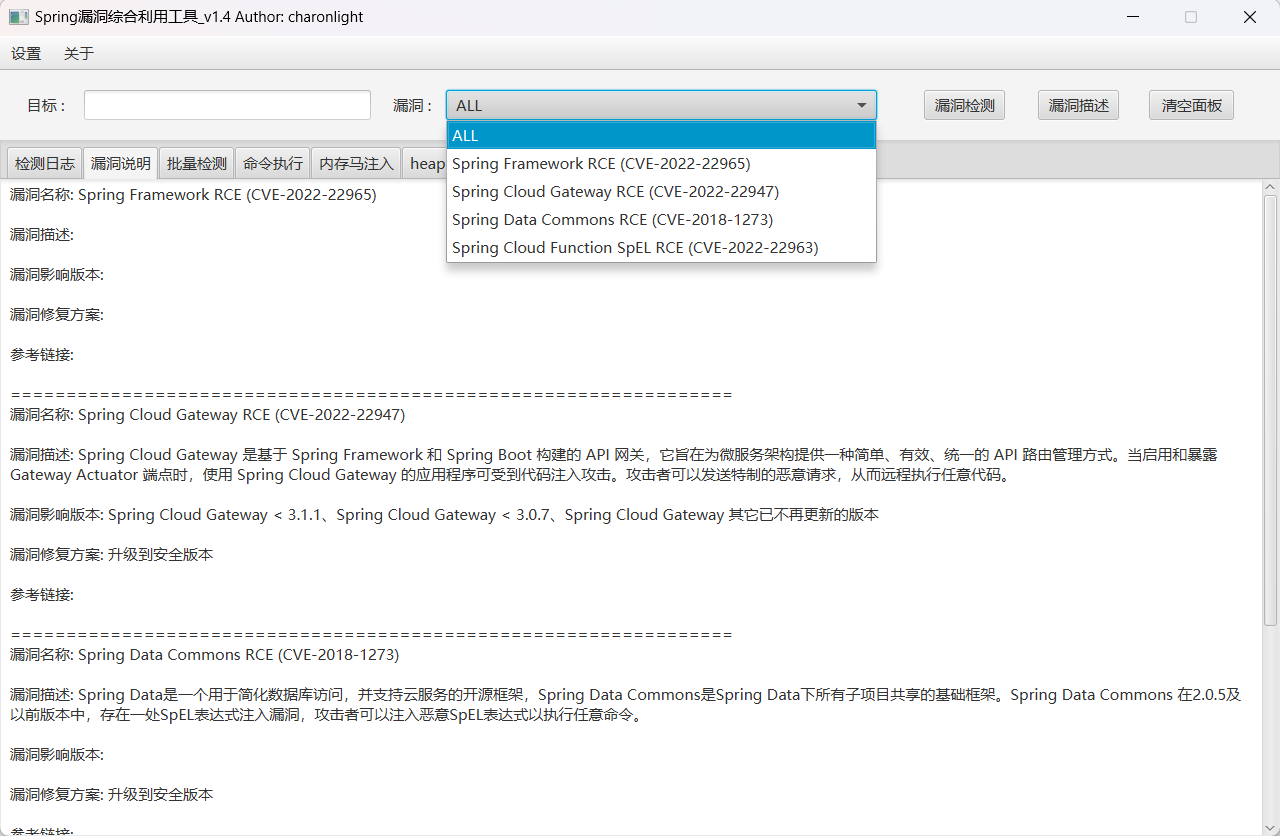 Spring漏洞综合利用工具_v1.4 Author: charonlight
设置 关于
目标： 漏洞： ALL 漏洞检测 漏洞描述 清空面板
ALL
Spring Framework RCE (CVE-2022-22965)
Spring Cloud Gateway RCE (CVE-2022-22947)
Spring Data Commons RCE (CVE-2018-1273)
Spring Cloud Function SpEL RCE (CVE-2022-22963)
检测日志 漏洞说明 批量检测 命令执行 内存马注入 heap
漏洞名称: Spring Framework RCE (CVE-2022-22965)
漏洞描述:
漏洞影响版本:
漏洞修复方案:
参考链接:
=================================================================
漏洞名称: Spring Cloud Gateway RCE (CVE-2022-22947)
漏洞描述: Spring Cloud Gateway 是基于 Spring Framework 和 Spring Boot 构建的 API 网关，它旨在为微服务架构提供一种简单、有效、统一的 API 路由管理方式。当启用和暴露
Gateway Actuator 端点时，使用 Spring Cloud Gateway 的应用程序可受到代码注入攻击。攻击者可以发送特制的恶意请求，从而远程执行任意代码。
漏洞影响版本: Spring Cloud Gateway < 3.1.1、Spring Cloud Gateway < 3.0.7、Spring Cloud Gateway 其它已不再更新的版本
漏洞修复方案: 升级到安全版本
参考链接:
=================================================================
漏洞名称: Spring Data Commons RCE (CVE-2018-1273)
漏洞描述: Spring Data是一个用于简化数据库访问，并支持云服务的开源框架，Spring Data Commons是Spring Data下所有子项目共享的基础框架。Spring Data Commons 在2.0.5及
以前版本中，存在一处SpEL表达式注入漏洞，攻击者可以注入恶意SpEL表达式以执行任意命令。
漏洞影响版本:
漏洞修复方案: 升级到安全版本
参考链接: